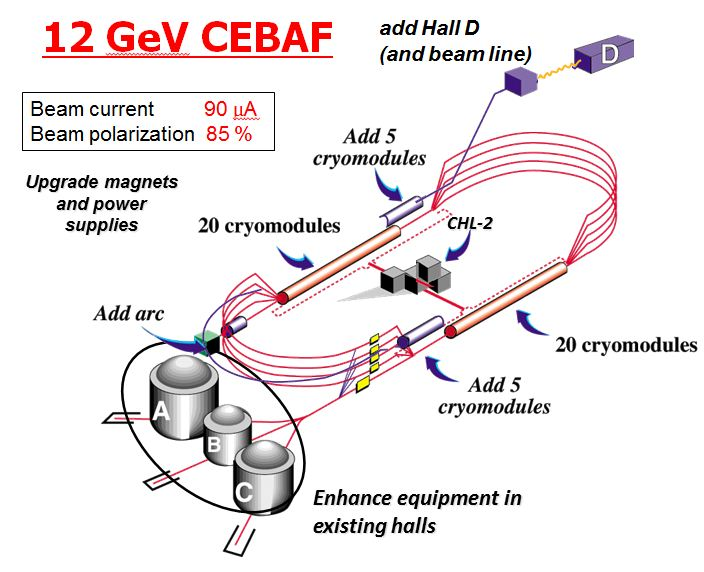 12 GeV CEBAF
add Hall D
(and beam line)
D
Beam current 90 μA
Beam polarization 85 %
Add 5
cryomodules
Upgrade magnets
and power
supplies
20 cryomodules
CHL-2
Add arc
20 cryomodules
Add 5
cryomodules
A
B
C
Enhance equipment in
existing halls